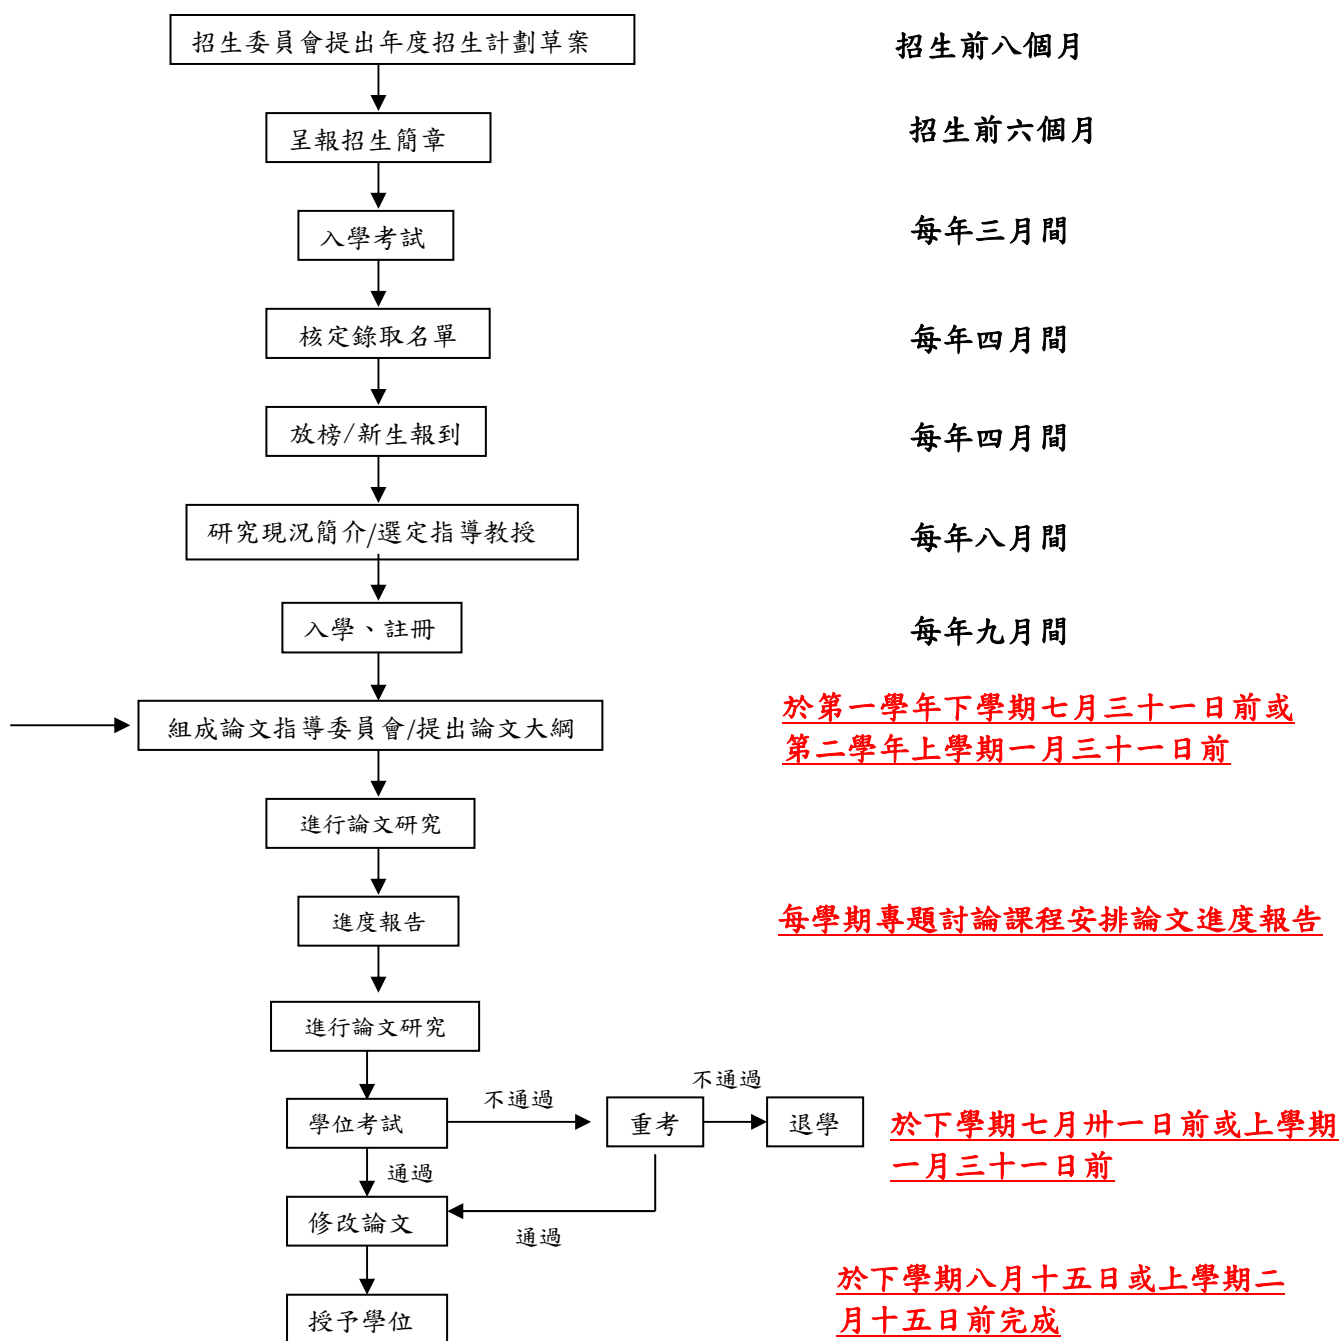 招生委員會提出年度招生計劃草案
招生前八個月
呈報招生簡章
招生前六個月
入學考試
每年三月間
核定錄取名單
每年四月間
放榜/新生報到
每年四月間
研究現況簡介/選定指導教授
每年八月間
入學、註冊
每年九月間
組成論文指導委員會/提出論文大綱
於第一學年下學期七月三十一日前或
第二學年上學期一月三十一日前
進行論文研究
進度報告
每學期專題討論課程安排論文進度報告
進行論文研究
學位考試
不通過
重考
不通過
退學
於下學期七月卅一日前或上學期
一月三十一日前
通過
修改論文
通過
授予學位
於下學期八月十五日或上學期二
月十五日前完成